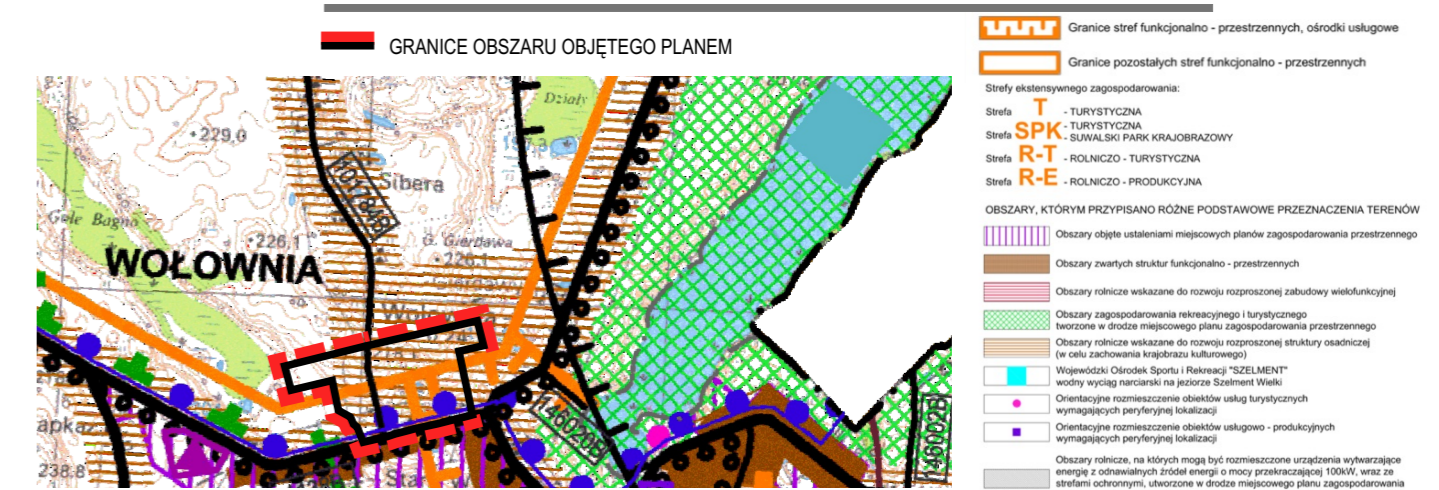 GRANICE OBSZARU OBJĘTEGO PLANEM
Działy
229,0
Sibera
Gołe Bagno
226,1
G. Gierdawa
226,1
WOŁOWNIA
238.8
146002B
146002B
Granice stref funkcjonalno - przestrzennych, ośrodki usługowe
Granice pozostałych stref funkcjonalno - przestrzennych
Strefy ekstensywnego zagospodarowania:
Strefa T - TURYSTYCZNA
Strefa SPK - TURYSTYCZNA
- SUWALSKI PARK KRAJOBRAZOWY
Strefa R-T - ROLNICZO - TURYSTYCZNA
Strefa R-E - ROLNICZO - PRODUKCYJNA
OBSZARY, KTÓRYM PRZYPISANO RÓŻNE PODSTAWOWE PRZEZNACZENIA TERENÓW
Obszary objęte ustaleniami miejscowych planów zagospodarowania przestrzennego
Obszary zwartych struktur funkcjonalno - przestrzennych
Obszary rolnicze wskazane do rozwoju rozproszonej zabudowy wielofunkcyjnej
Obszary zagospodarowania rekreacyjnego i turystycznego
tworzone w drodze miejscowego planu zagospodarowania przestrzennego
Obszary rolnicze wskazane do rozwoju rozproszonej struktury osadniczej
(w celu zachowania krajobrazu kulturowego)
Wojewódzki Ośrodek Sportu i Rekreacji "SZELMENT"
wodny wyciąg narciarski na jeziorze Szelment Wielki
Orientacyjne rozmieszczenie obiektów usług turystycznych
wymagających peryferyjnej lokalizacji
Orientacyjne rozmieszczenie obiektów usługowo - produkcyjnych
wymagających peryferyjnej lokalizacji
Obszary rolnicze, na których mogą być rozmieszczone urządzenia wytwarzające
energię z odnawialnych źródeł energii o mocy przekraczającej 100kW, wraz ze
strefami ochronnymi, utworzone w drodze miejscowego planu zagospodarowania